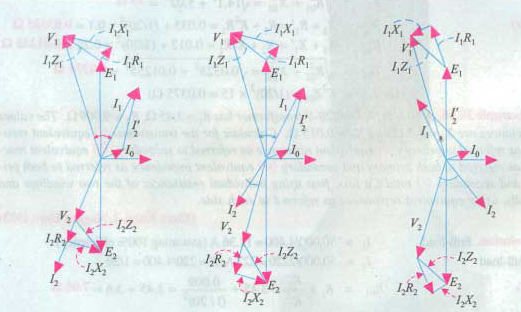 I₁X₁
V₁
I₁Z₁
I₁R₁
E₁
I₁
I′₂
I₀
V₂
I₂Z₂
I₂R₂
E₂
I₂X₂
I₂
I₁X₁
V₁
I₁Z₁
I₁R₁
E₁
I₁
I′₂
I₀
I₂
V₂
I₂Z₂
I₂R₂
E₂
I₂X₂
I₁X₁
V₁
I₁R₁
I₁Z₁
E₁
I′₂
I₁
I₀
I₂
V₂
I₂Z₂
I₂R₂
E₂
I₂X₂